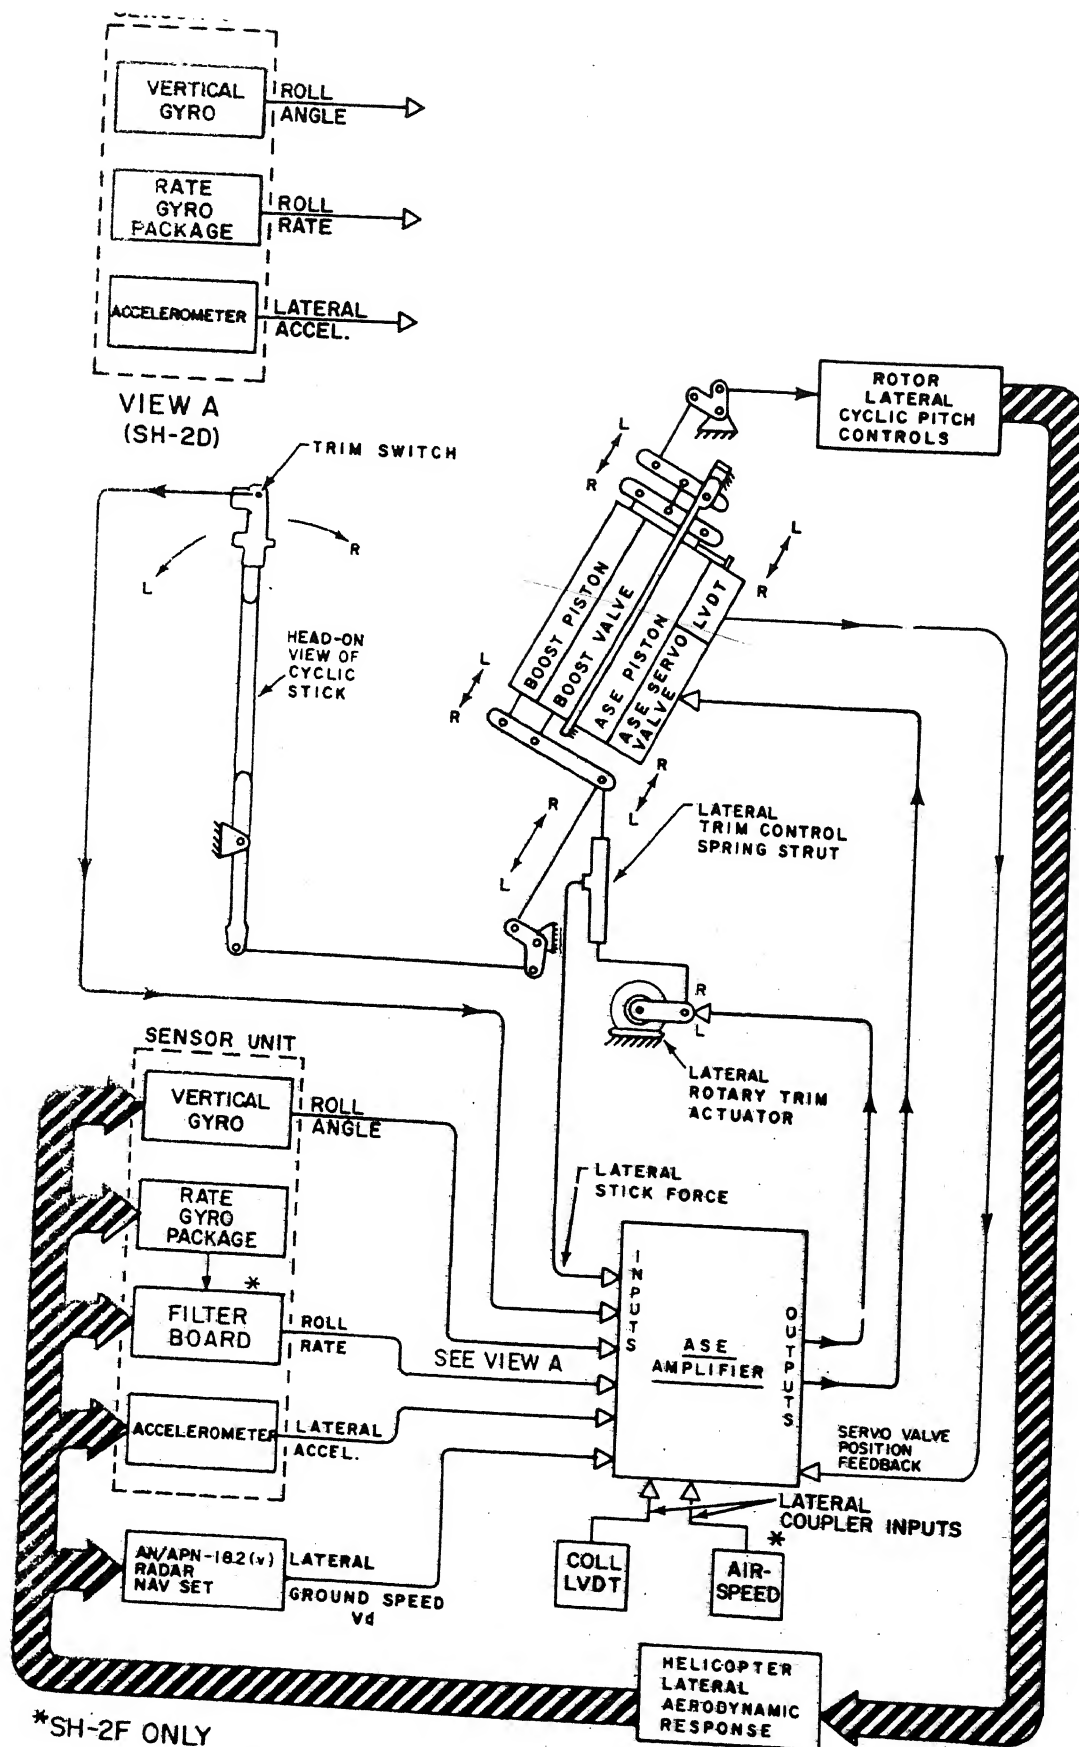 VERTICAL
GYRO
ROLL
ANGLE
RATE
GYRO
PACKAGE
ROLL
RATE
ACCELEROMETER
LATERAL
ACCEL.
VIEW A
(SH-2D)
TRIM SWITCH
L
R
HEAD-ON
VIEW OF
CYCLIC
STICK
ROTOR
LATERAL
CYCLIC PITCH
CONTROLS
L
R
L
R
BOOST PISTON
BOOST VALVE
ASE PISTON
ASE SERVO
VALVE
LVDT
L
R
R
L
R
L
LATERAL
TRIM CONTROL
SPRING STRUT
R
L
LATERAL
ROTARY TRIM
ACTUATOR
SENSOR UNIT
VERTICAL
GYRO
ROLL
ANGLE
RATE
GYRO
PACKAGE
*
FILTER
BOARD
ROLL
RATE
SEE VIEW A
ACCELEROMETER
LATERAL
ACCEL.
AN/APN-182(v)
RADAR
NAV SET
LATERAL
GROUND SPEED
Vd
LATERAL
STICK FORCE
INPUTS
ASE
AMPLIFIER
OUTPUTS
SERVO VALVE
POSITION
FEEDBACK
LATERAL
COUPLER INPUTS
COLL
LVDT
*
AIR-
SPEED
HELICOPTER
LATERAL
AERODYNAMIC
RESPONSE
*SH-2F ONLY